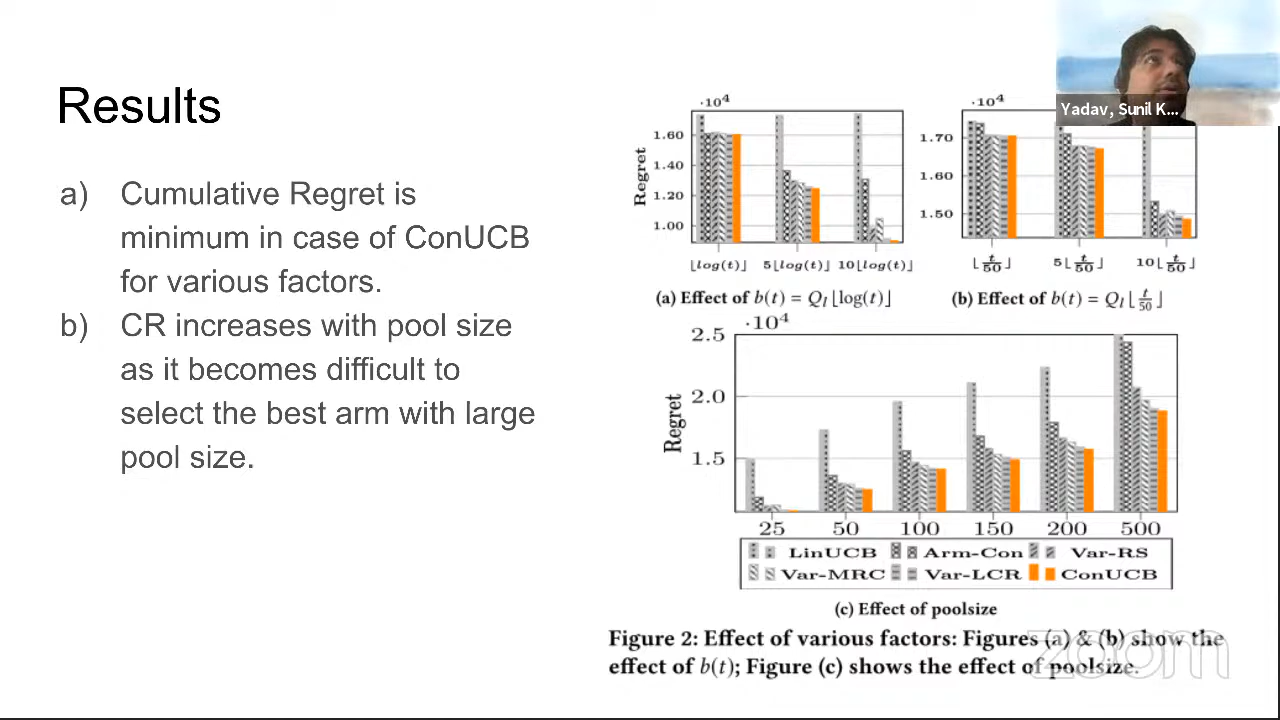 Results
a) Cumulative Regret is
minimum in case of ConUCB
for various factors.
b) CR increases with pool size
as it becomes difficult to
select the best arm with large
pool size.
Yadav, Sunil K...
·10⁴
Regret
1.60
1.40
1.20
1.00
⌊log(t)⌋ 5⌊log(t)⌋ 10⌊log(t)⌋
(a) Effect of b(t) = Q_l⌊log(t)⌋
·10⁴
1.70
1.60
1.50
⌊t/50⌋ 5⌊t/50⌋ 10⌊t/50⌋
(b) Effect of b(t) = Q_l⌊t/50⌋
·10⁴
Regret
2.5
2.0
1.5
25 50 100 150 200 500
LinUCB Arm-Con Var-RS
Var-MRC Var-LCR ConUCB
(c) Effect of poolsize
Figure 2: Effect of various factors: Figures (a) & (b) show the
effect of b(t); Figure (c) shows the effect of poolsize.
zoom